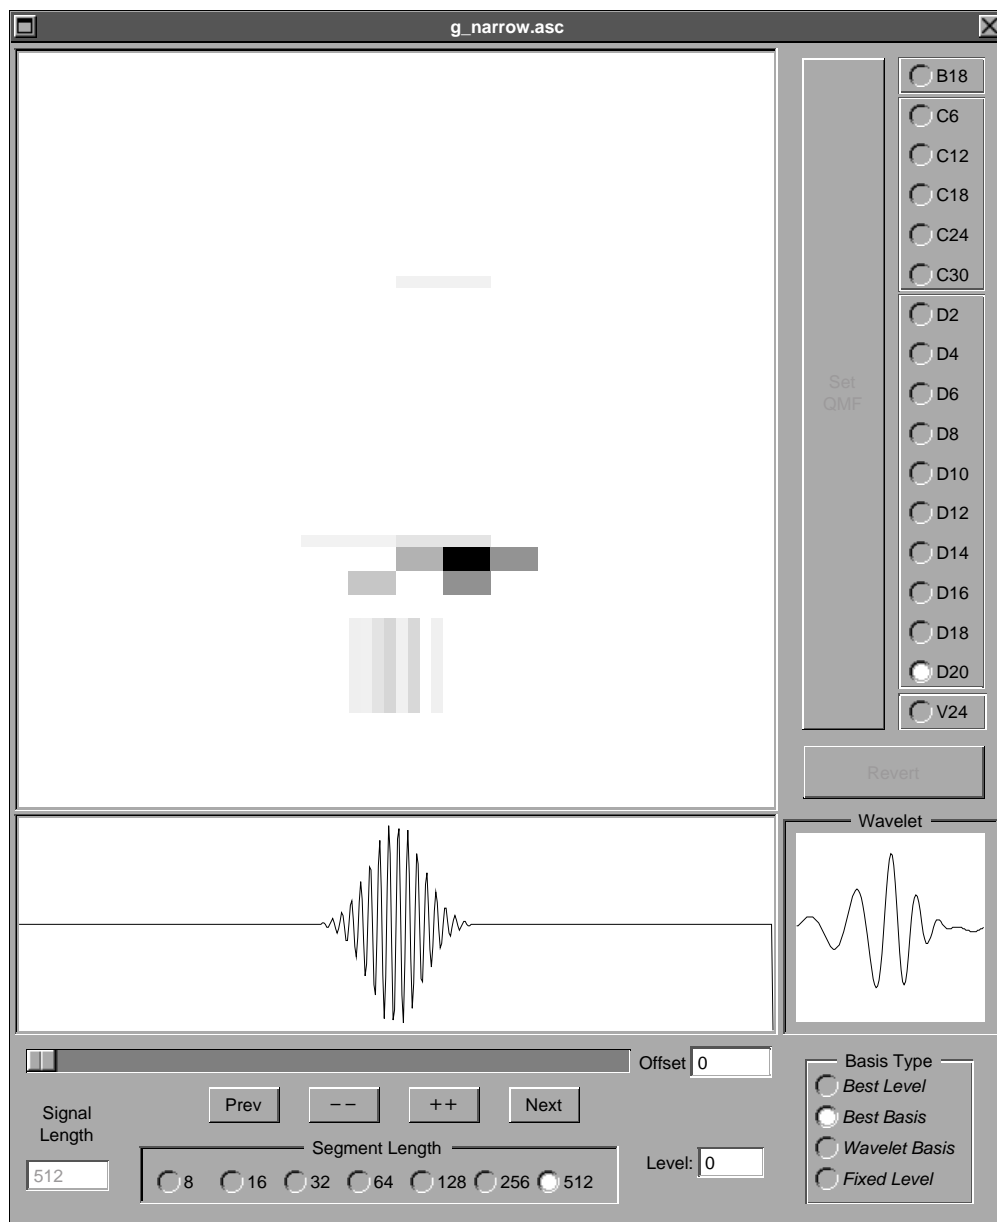 g_narrow.asc
B18
C6
C12
C18
C24
C30
D2
D4
Set
QMF
D6
D8
D10
D12
D14
D16
D18
D20
V24
Revert
Wavelet
Offset 0
Basis Type
Best Level
Best Basis
Wavelet Basis
Fixed Level
Prev
--
++
Next
Signal
Length
512
Segment Length
8 16 32 64 128 256 512
Level: 0